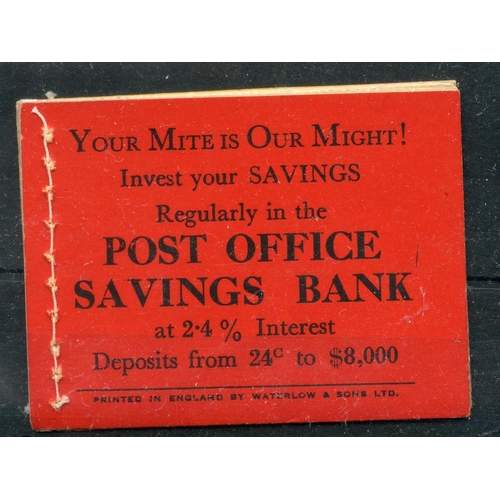 YOUR MITE IS OUR MIGHT!
Invest your SAVINGS
Regularly in the
POST OFFICE
SAVINGS BANK
at 2·4% Interest
Deposits from 24c to $8,000
PRINTED IN ENGLAND BY WATERLOW & SONS LTD.